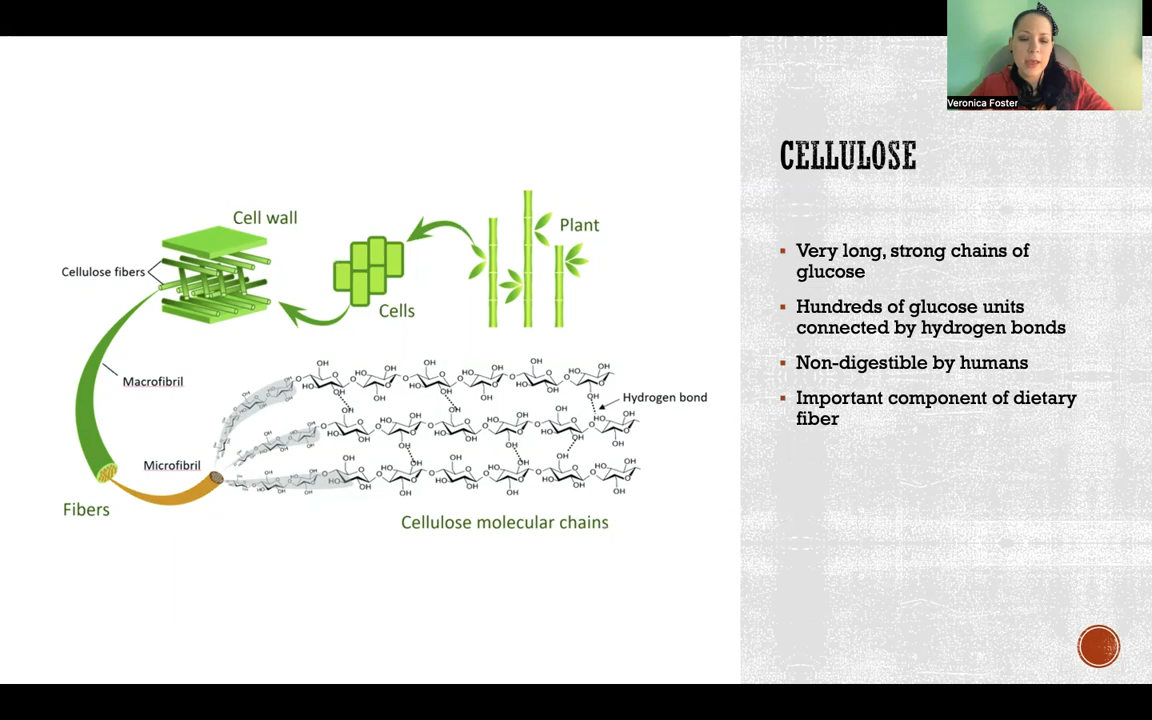 Veronica Foster
CELLULOSE
Very long, strong chains of
glucose
Hundreds of glucose units
connected by hydrogen bonds
Non-digestible by humans
Important component of dietary
fiber
Cell wall
Plant
Cellulose fibers
Cells
Macrofibril
Hydrogen bond
Microfibril
Fibers
Cellulose molecular chains